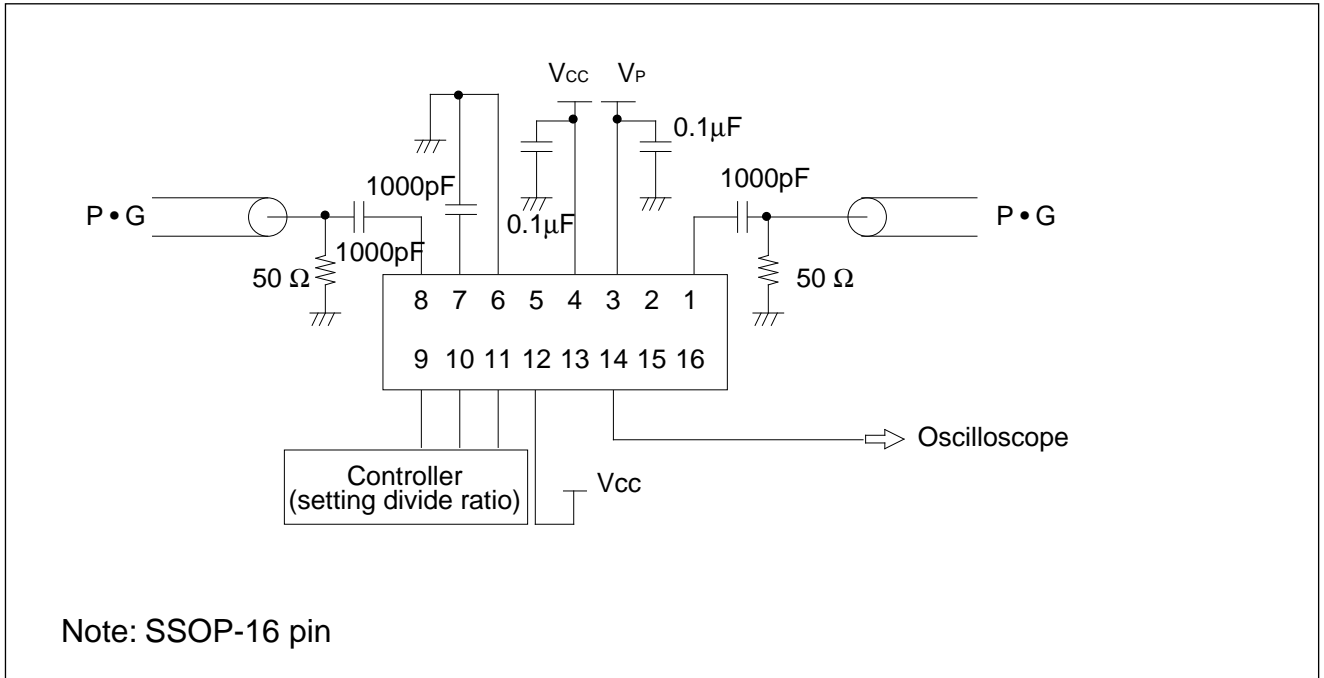 VCC VP
0.1μF
1000pF 1000pF
P • G P • G
0.1μF
1000pF
50 Ω 50 Ω
8 7 6 5 4 3 2 1
9 10 11 12 13 14 15 16
Oscilloscope
Controller
(setting divide ratio)
Vcc
Note: SSOP-16 pin